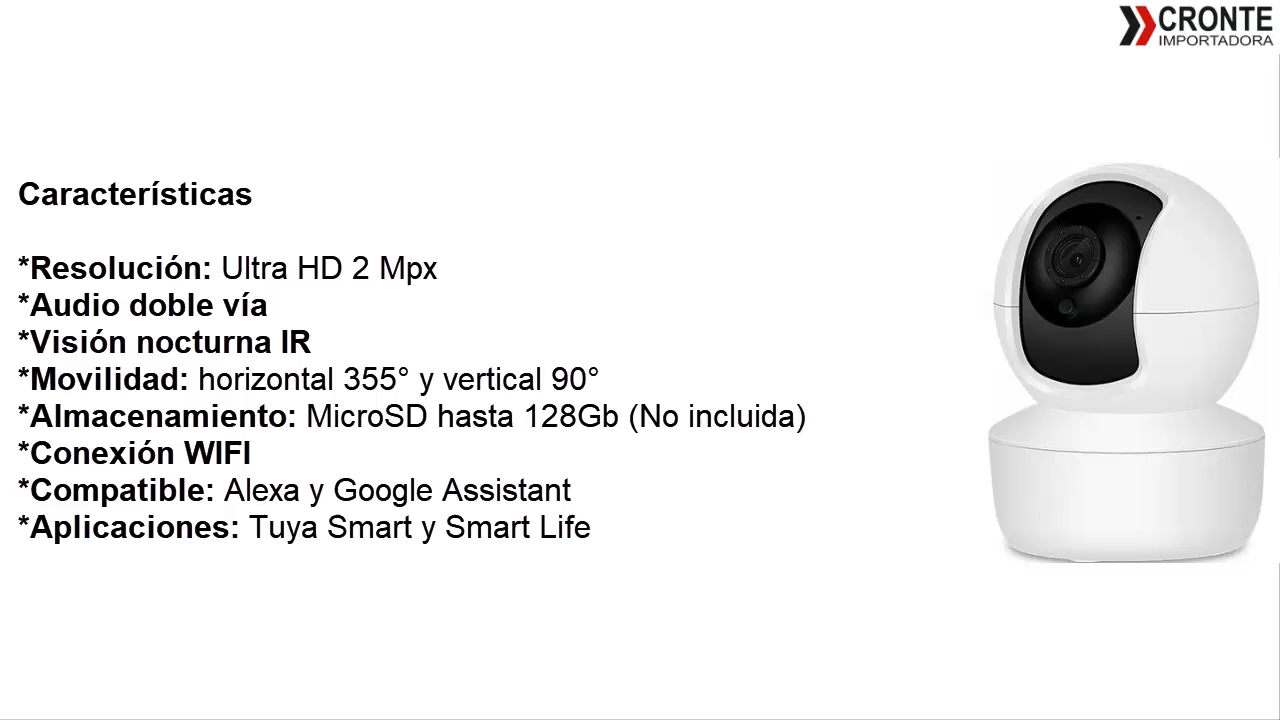 CRONTE
IMPORTADORA
Características
*Resolución: Ultra HD 2 Mpx
*Audio doble vía
*Visión nocturna IR
*Movilidad: horizontal 355° y vertical 90°
*Almacenamiento: MicroSD hasta 128Gb (No incluida)
*Conexión WIFI
*Compatible: Alexa y Google Assistant
*Aplicaciones: Tuya Smart y Smart Life